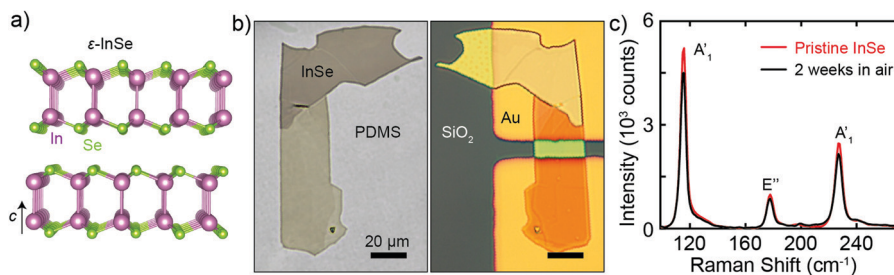 a)
ε-InSe
In
Se
c
b)
InSe
PDMS
20 μm
SiO₂
Au
c)
Intensity (10³ counts)
6
3
0
A'₁
E''
A'₁
Pristine InSe
2 weeks in air
120 160 200 240
Raman Shift (cm⁻¹)